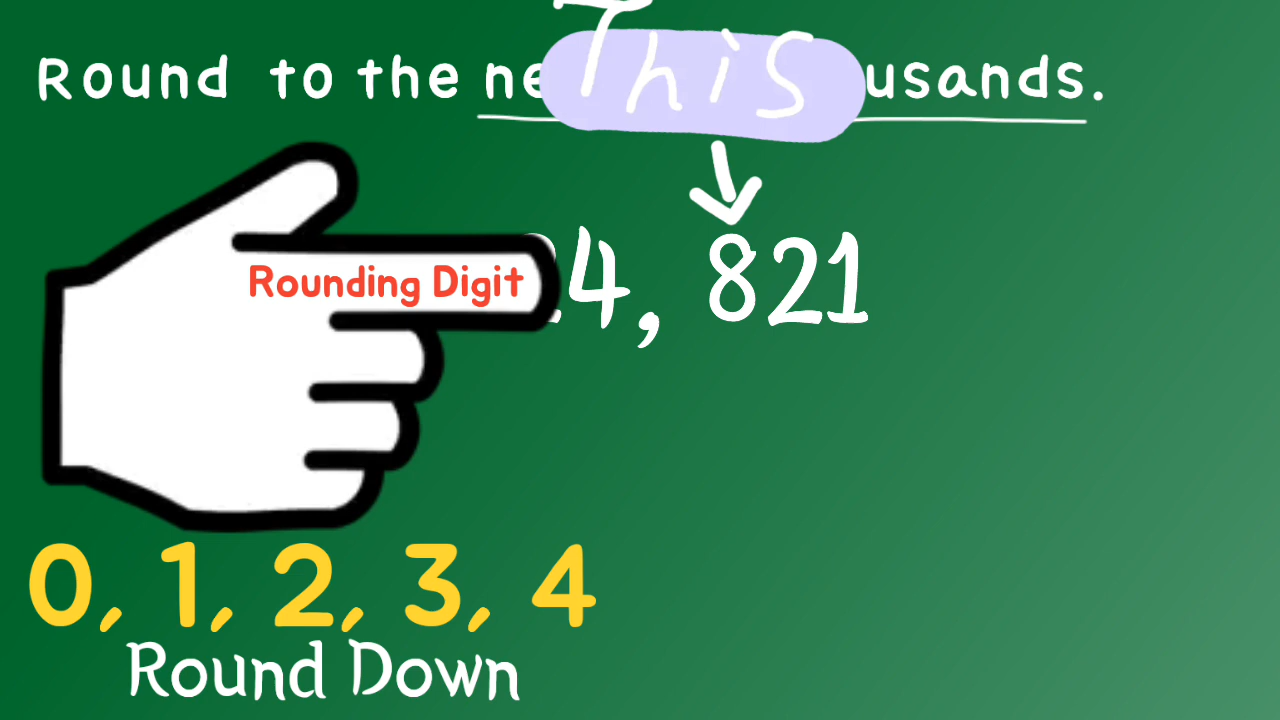 This
Round to the ne usands.
Rounding Digit
4, 821
0, 1, 2, 3, 4
Round Down